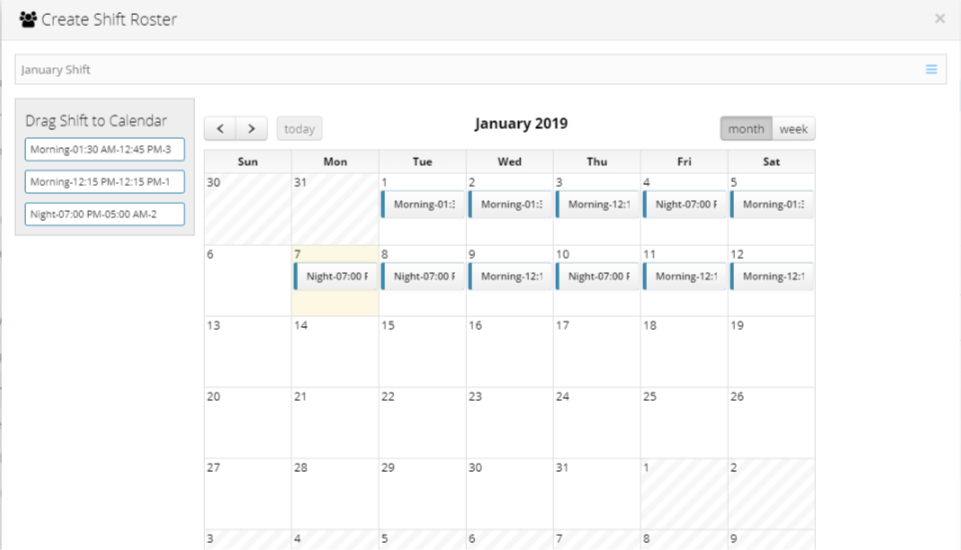 Create Shift Roster ×
January Shift
Drag Shift to Calendar
Morning-01:30 AM-12:45 PM-3
Morning-12:15 PM-12:15 PM-1
Night-07:00 PM-05:00 AM-2
today
January 2019
month week
Sun Mon Tue Wed Thu Fri Sat
30 31 1 2 3 4 5
Morning-01:3 Morning-01:3 Morning-12:1 Night-07:00 P Morning-01:3
6 7 8 9 10 11 12
Night-07:00 P Night-07:00 P Morning-12:1 Night-07:00 P Morning-12:1 Morning-12:1
13 14 15 16 17 18 19
20 21 22 23 24 25 26
27 28 29 30 31 1 2
3 4 5 6 7 8 9